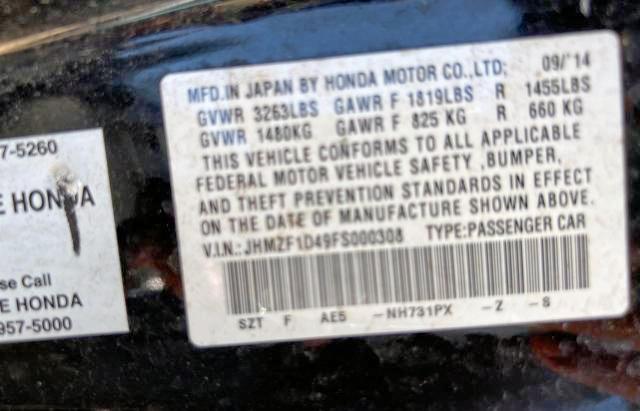 MFD.IN JAPAN BY HONDA MOTOR CO.,LTD; 09/'14
GVWR 3263LBS GAWR F 1819LBS R 1455LBS
GVWR 1480KG GAWR F 825 KG R 660 KG
THIS VEHICLE CONFORMS TO ALL APPLICABLE
FEDERAL MOTOR VEHICLE SAFETY ,BUMPER,
AND THEFT PREVENTION STANDARDS IN EFFECT
ON THE DATE OF MANUFACTURE SHOWN ABOVE.
V.I.N.:JHMZF1D49FS000308 TYPE:PASSENGER CAR
SZT F AE5 -NH731PX -Z -S
7-5260
E HONDA
se Call
E HONDA
957-5000